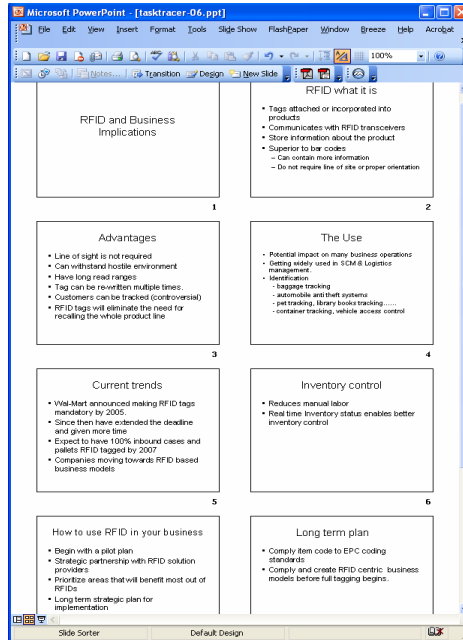 Microsoft PowerPoint - [tasktracer-06.ppt]
File Edit View Insert Format Tools Slide Show FlashPaper Window Breeze Help Acrobat
100%
Notes... Transition Design New Slide
RFID and Business
Implications
1
RFID what it is
• Tags attached or incorporated into
products
• Communicates with RFID transceivers
• Store information about the product
• Superior to bar codes
– Can contain more information
– Do not require line of site or proper orientation
2
Advantages
• Line of sight is not required
• Can withstand hostile environment
• Have long read ranges
• Tag can be re-written multiple times.
• Customers can be tracked (controversial)
• RFID tags will eliminate the need for
recalling the whole product line
3
The Use
• Potential impact on many business operations
• Getting widely used in SCM & Logistics
management.
• Identification
- baggage tracking
- automobile anti theft systems
- pet tracking, library books tracking......
- container tracking, vehicle access control
4
Current trends
• Wal-Mart announced making RFID tags
mandatory by 2005.
• Since then have extended the deadline
and given more time
• Expect to have 100% inbound cases and
pallets RFID tagged by 2007
• Companies moving towards RFID based
business models
5
Inventory control
• Reduces manual labor
• Real time Inventory status enables better
inventory control
6
How to use RFID in your business
• Begin with a pilot plan
• Strategic partnership with RFID solution
providers
• Prioritize areas that will benefit most out of
RFIDs
• Long term strategic plan for
implementation
Long term plan
• Comply item code to EPC coding
standards
• Comply and create RFID centric business
models before full tagging begins.
Slide Sorter Default Design